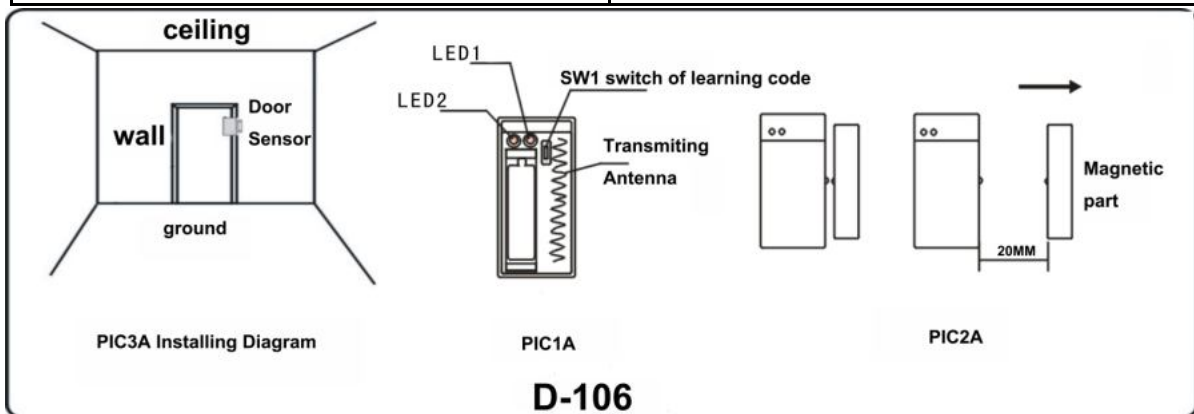 ceiling
wall
Door
Sensor
ground
PIC3A Installing Diagram
LED1
LED2
SW1 switch of learning code
Transmiting
Antenna
PIC1A
Magnetic
part
20MM
PIC2A
D-106